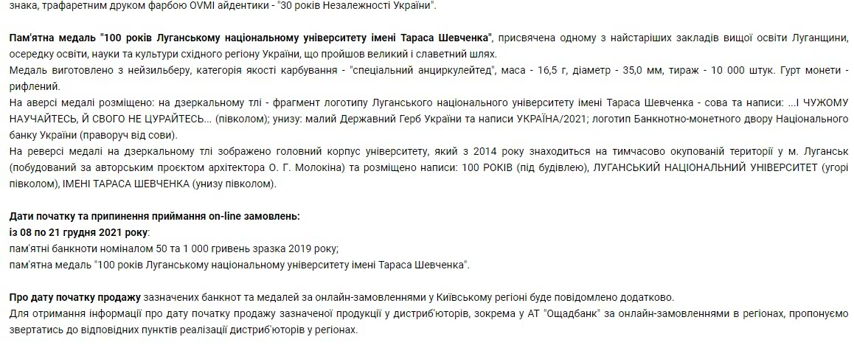 знака, трафаретним друком фарбою OVMI айдентики - "30 років Незалежності України".
Пам'ятна медаль "100 років Луганському національному університету імені Тараса Шевченка", присвячена одному з найстаріших закладів вищої освіти Луганщини,
осередку освіти, науки та культури східного регіону України, що пройшов великий і славетний шлях.
Медаль виготовлено з нейзильберу, категорія якості карбування - "спеціальний анциркулейтед", маса - 16,5 г, діаметр - 35,0 мм, тираж - 10 000 штук. Гурт монети -
рифлений.
На аверсі медалі розміщено: на дзеркальному тлі - фрагмент логотипу Луганського національного університету імені Тараса Шевченка - сова та написи: ...І ЧУЖОМУ
НАУЧАЙТЕСЬ, Й СВОГО НЕ ЦУРАЙТЕСЬ... (півколом); унизу: малий Державний Герб України та написи УКРАЇНА/2021; логотип Банкнотно-монетного двору Національного
банку України (праворуч від сови).
На реверсі медалі на дзеркальному тлі зображено головний корпус університету, який з 2014 року знаходиться на тимчасово окупованій території у м. Луганськ
(побудований за авторським проєктом архітектора О. Г. Молокіна) та розміщено написи: 100 РОКІВ (під будівлею), ЛУГАНСЬКИЙ НАЦІОНАЛЬНИЙ УНІВЕРСИТЕТ (угорі
півколом), ІМЕНІ ТАРАСА ШЕВЧЕНКА (унизу півколом).
Дати початку та припинення приймання on-line замовлень:
із 08 по 21 грудня 2021 року:
пам'ятні банкноти номіналом 50 та 1 000 гривень зразка 2019 року;
пам'ятна медаль "100 років Луганському національному університету імені Тараса Шевченка".
Про дату початку продажу зазначених банкнот та медалей за онлайн-замовленнями у Київському регіоні буде повідомлено додатково.
Для отримання інформації про дату початку продажу зазначеної продукції у дистриб'юторів, зокрема у АТ "Ощадбанк" за онлайн-замовленнями в регіонах, пропонуємо
звертатись до відповідних пунктів реалізації дистриб'юторів у регіонах.